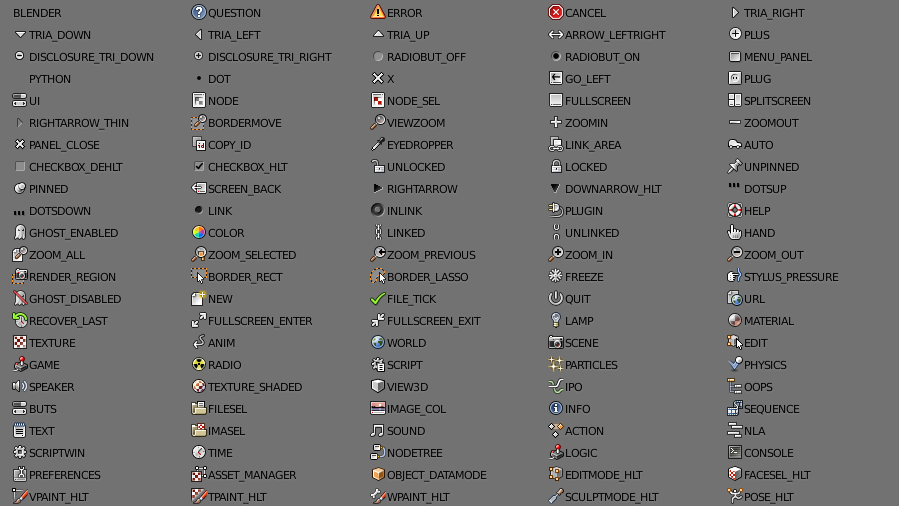 BLENDER QUESTION ERROR CANCEL TRIA_RIGHT
TRIA_DOWN TRIA_LEFT TRIA_UP ARROW_LEFTRIGHT PLUS
DISCLOSURE_TRI_DOWN DISCLOSURE_TRI_RIGHT RADIOBUT_OFF RADIOBUT_ON MENU_PANEL
PYTHON DOT X GO_LEFT PLUG
UI NODE NODE_SEL FULLSCREEN SPLITSCREEN
RIGHTARROW_THIN BORDERMOVE VIEWZOOM ZOOMIN ZOOMOUT
PANEL_CLOSE COPY_ID EYEDROPPER LINK_AREA AUTO
CHECKBOX_DEHLT CHECKBOX_HLT UNLOCKED LOCKED UNPINNED
PINNED SCREEN_BACK RIGHTARROW DOWNARROW_HLT DOTSUP
DOTSDOWN LINK INLINK PLUGIN HELP
GHOST_ENABLED COLOR LINKED UNLINKED HAND
ZOOM_ALL ZOOM_SELECTED ZOOM_PREVIOUS ZOOM_IN ZOOM_OUT
RENDER_REGION BORDER_RECT BORDER_LASSO FREEZE STYLUS_PRESSURE
GHOST_DISABLED NEW FILE_TICK QUIT URL
RECOVER_LAST FULLSCREEN_ENTER FULLSCREEN_EXIT LAMP MATERIAL
TEXTURE ANIM WORLD SCENE EDIT
GAME RADIO SCRIPT PARTICLES PHYSICS
SPEAKER TEXTURE_SHADED VIEW3D IPO OOPS
BUTS FILESEL IMAGE_COL INFO SEQUENCE
TEXT IMASEL SOUND ACTION NLA
SCRIPTWIN TIME NODETREE LOGIC CONSOLE
PREFERENCES ASSET_MANAGER OBJECT_DATAMODE EDITMODE_HLT FACESEL_HLT
VPAINT_HLT TPAINT_HLT WPAINT_HLT SCULPTMODE_HLT POSE_HLT